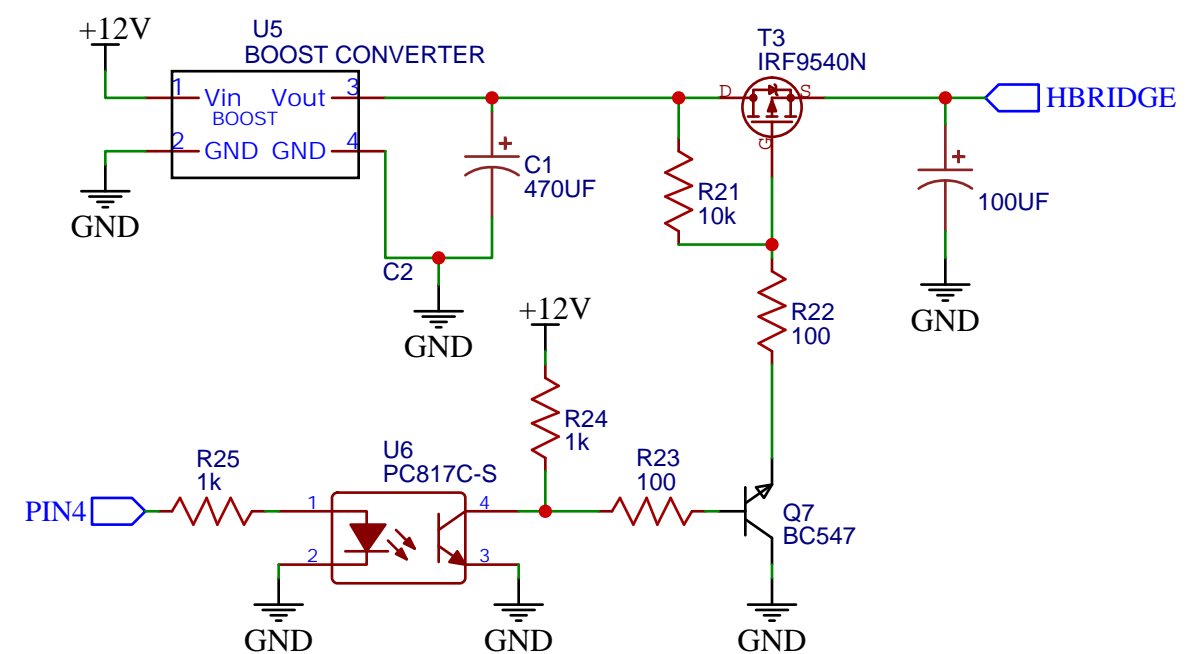 +12V
U5
BOOST CONVERTER
1
Vin
Vout
3
BOOST
2
GND
GND
4
GND
C1
470UF
C2
GND
T3
IRF9540N
D
S
G
HBRIDGE
R21
10k
100UF
GND
R22
100
+12V
R24
1k
PIN4
R25
1k
U6
PC817C-S
1
4
2
3
R23
100
Q7
BC547
GND
GND
GND